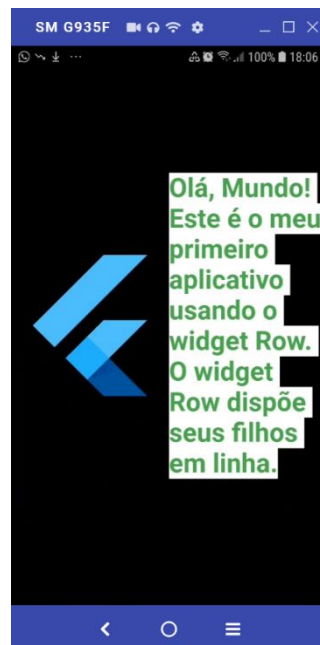 SM G935F
100% 18:06
Olá, Mundo!
Este é o meu
primeiro
aplicativo
usando o
widget Row.
O widget
Row dispõe
seus filhos
em linha.